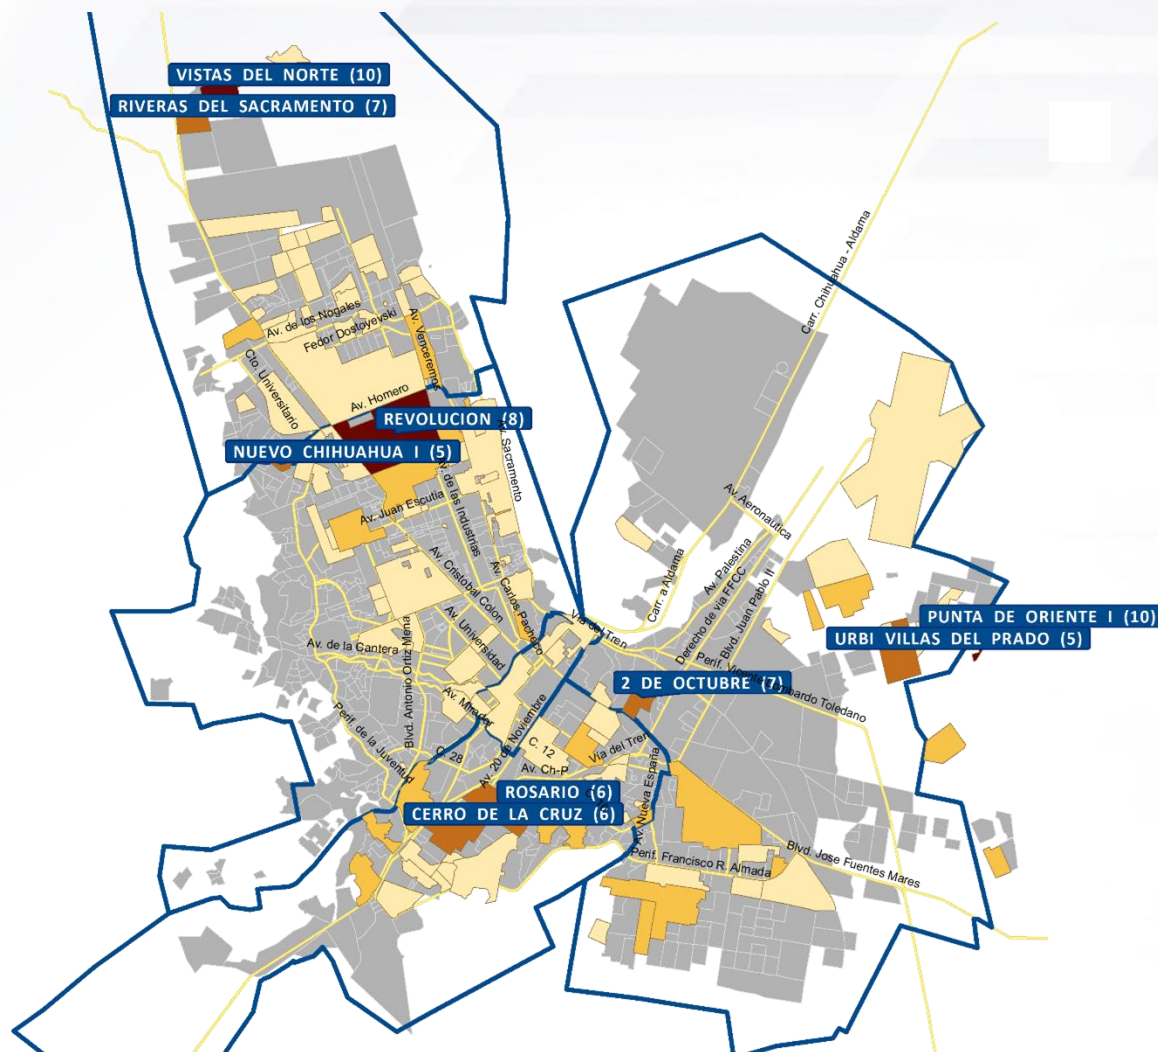 VISTAS DEL NORTE (10)
RIVERAS DEL SACRAMENTO (7)
Carr. Chihuahua - Aldama
Av. de los Nogales
Fedor Dostoyevski
Av. Venceremos
Cto. Universitario
Av. Homero
REVOLUCION (8)
NUEVO CHIHUAHUA I (5)
Av. Sacramento
Av. de las Industrias
Av. Juan Escutia
Av. Aeronautica
Av. Cristobal Colon
Av. Carlos Pacheco
Av. Palestina
Derecho de via FFCC
Blvd. Juan Pablo II
Carr. a Aldama
Av. Universidad
Via del Tren
PUNTA DE ORIENTE I (10)
URBI VILLAS DEL PRADO (5)
Av. de la Cantera
Blvd. Antonio Ortiz Mena
Perif. Vicente Lombardo Toledano
2 DE OCTUBRE (7)
Av. Mirador
Av. 20 de Noviembre
Perif. de la Juventud
C. 28
C. 12
Via del Tren
Av. Ch-P
Av. Nueva España
ROSARIO (6)
CERRO DE LA CRUZ (6)
Perif. Francisco R. Almada
Blvd. Jose Fuentes Mares